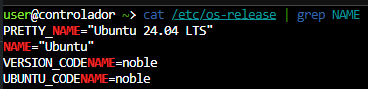 user@controlador ~> cat /etc/os-release | grep NAME
PRETTY_NAME="Ubuntu 24.04 LTS"
NAME="Ubuntu"
VERSION_CODENAME=noble
UBUNTU_CODENAME=noble